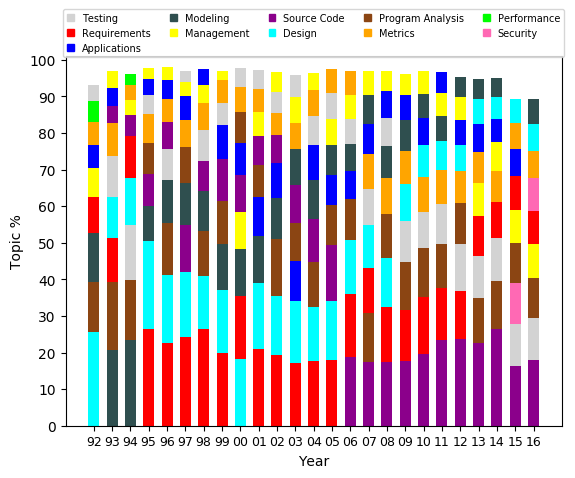 Testing Modeling Source Code Program Analysis Performance
Requirements Management Design Metrics Security
Applications
100
90
80
70
60
50
40
30
20
10
0
Topic %
92 93 94 95 96 97 98 99 00 01 02 03 04 05 06 07 08 09 10 11 12 13 14 15 16
Year